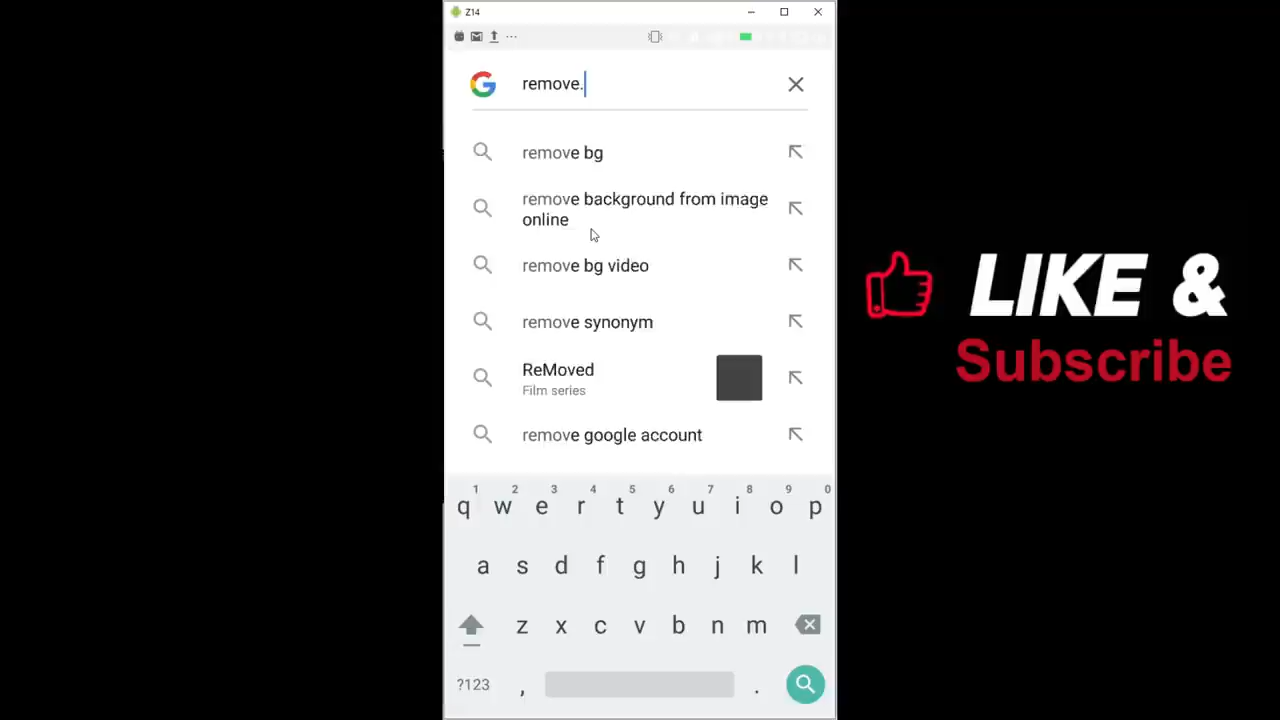 Z14
remove.
remove bg
remove background from image
online
remove bg video
remove synonym
ReMoved
Film series
remove google account
1 2 3 4 5 6 7 8 9 0
q w e r t y u i o p
a s d f g h j k l
z x c v b n m
?123 , .
LIKE &
Subscribe